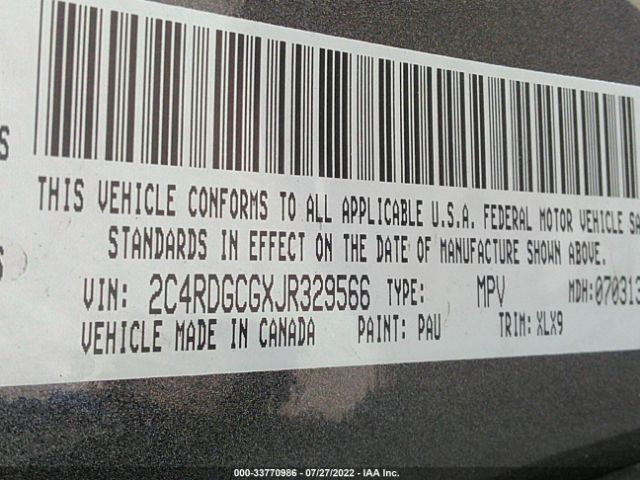 S
THIS VEHICLE CONFORMS TO ALL APPLICABLE U.S.A. FEDERAL MOTOR VEHICLE SA
STANDARDS IN EFFECT ON THE DATE OF MANUFACTURE SHOWN ABOVE.
S
VIN: 2C4RDGCGXJR329566 TYPE: MPV MDH:070313
VEHICLE MADE IN CANADA PAINT: PAU TRIM: XLX9
000-33770986 - 07/27/2022 - IAA Inc.